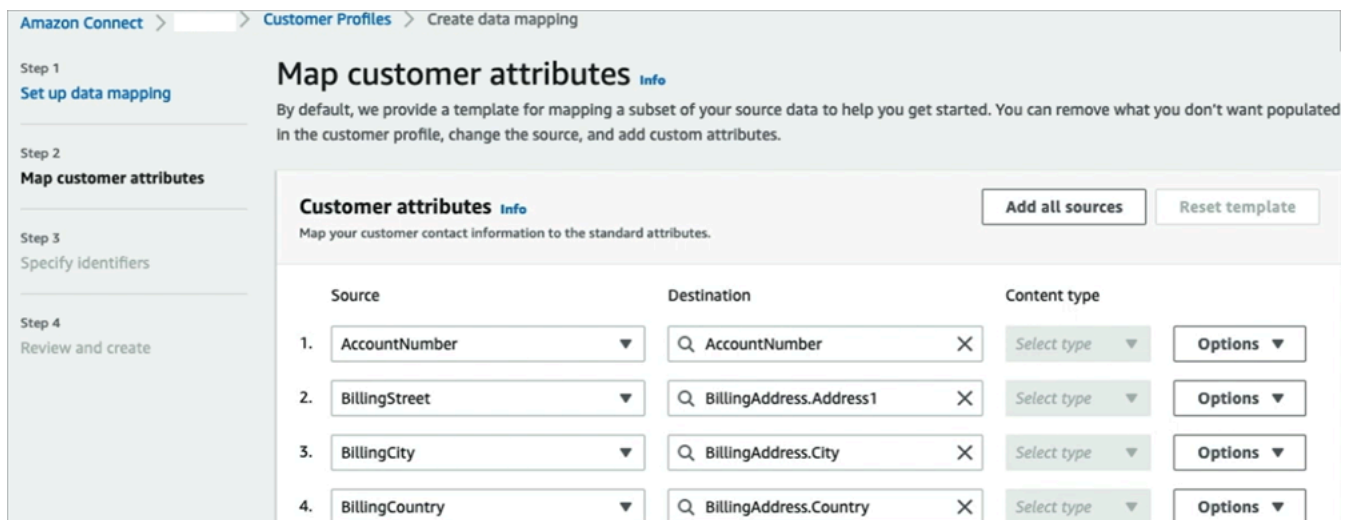 Amazon Connect > > Customer Profiles > Create data mapping
Step 1
Set up data mapping
Step 2
Map customer attributes
Step 3
Specify identifiers
Step 4
Review and create
Map customer attributes Info
By default, we provide a template for mapping a subset of your source data to help you get started. You can remove what you don't want populated
in the customer profile, change the source, and add custom attributes.
Customer attributes Info
Map your customer contact information to the standard attributes.
Add all sources Reset template
Source Destination Content type
1. AccountNumber AccountNumber Select type Options
2. BillingStreet BillingAddress.Address1 Select type Options
3. BillingCity BillingAddress.City Select type Options
4. BillingCountry BillingAddress.Country Select type Options